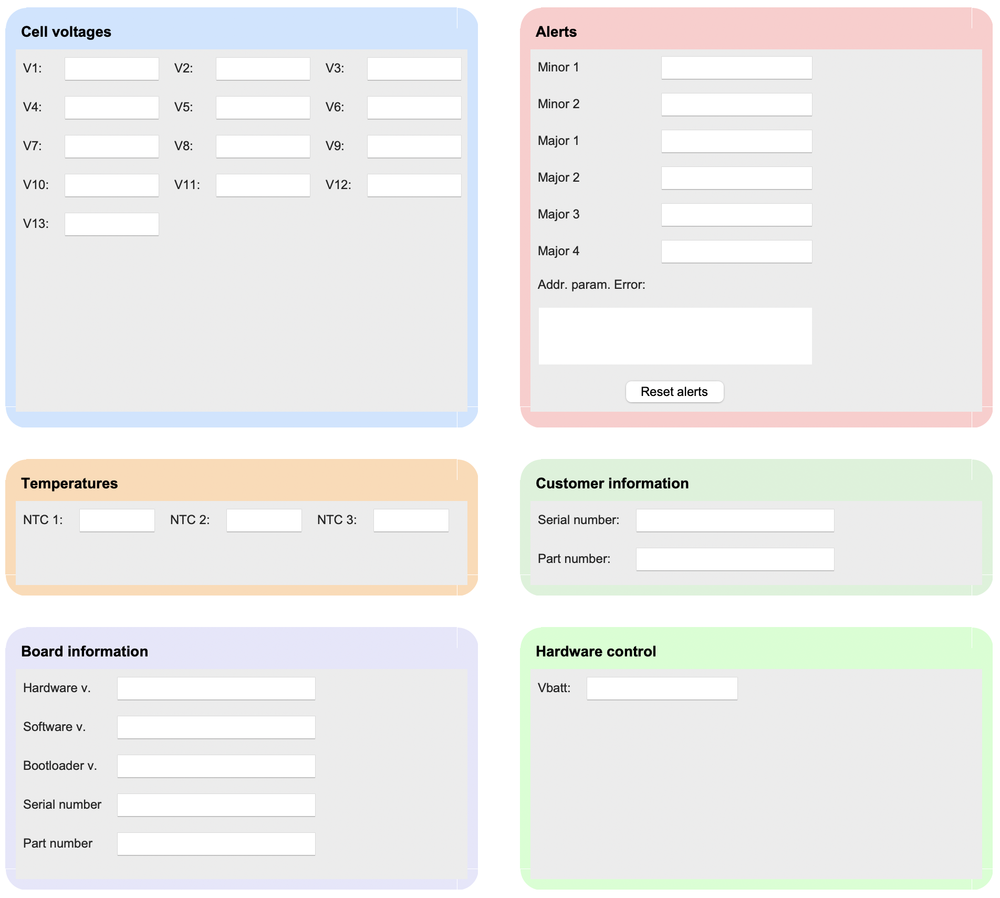 Cell voltages
V1: V2: V3:
V4: V5: V6:
V7: V8: V9:
V10: V11: V12:
V13:
Alerts
Minor 1
Minor 2
Major 1
Major 2
Major 3
Major 4
Addr. param. Error:
Reset alerts
Temperatures
NTC 1: NTC 2: NTC 3:
Customer information
Serial number:
Part number:
Board information
Hardware v.
Software v.
Bootloader v.
Serial number
Part number
Hardware control
Vbatt: